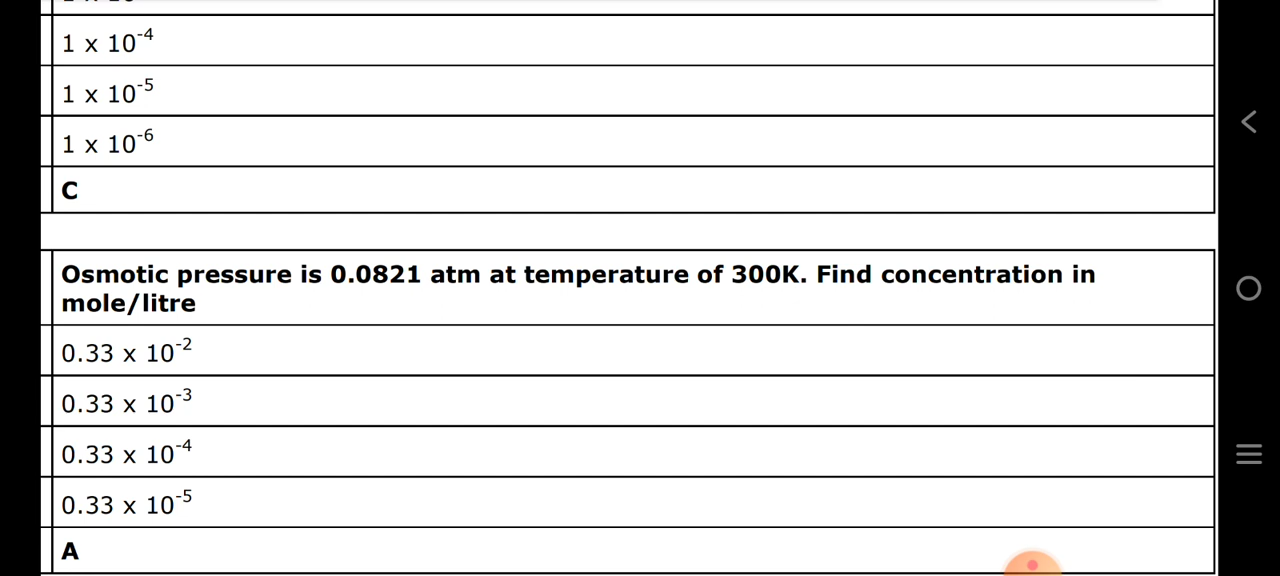 1 x 10⁻⁴
1 x 10⁻⁵
1 x 10⁻⁶
C
Osmotic pressure is 0.0821 atm at temperature of 300K. Find concentration in
mole/litre
0.33 x 10⁻²
0.33 x 10⁻³
0.33 x 10⁻⁴
0.33 x 10⁻⁵
A